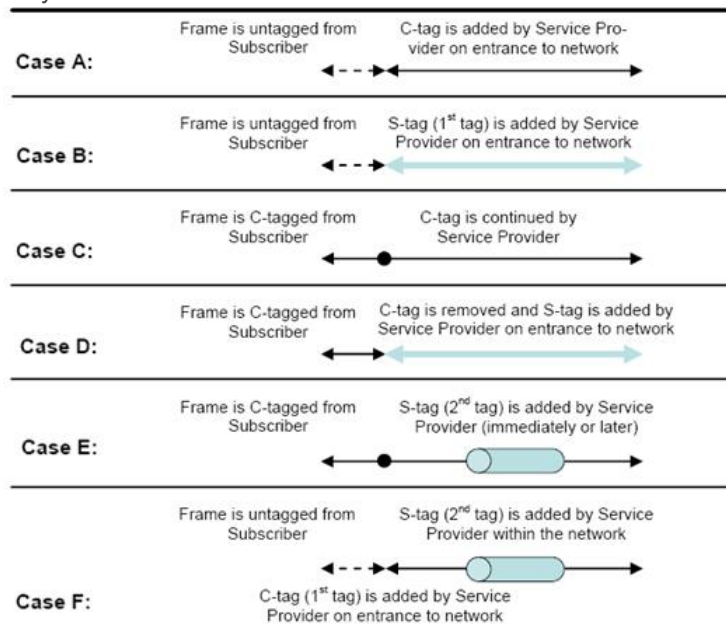 Frame is untagged from
Subscriber
C-tag is added by Service Pro-
vider on entrance to network
Case A:
Frame is untagged from
Subscriber
S-tag (1st tag) is added by Service
Provider on entrance to network
Case B:
Frame is C-tagged from
Subscriber
C-tag is continued by
Service Provider
Case C:
Frame is C-tagged from
Subscriber
C-tag is removed and S-tag is added by
Service Provider on entrance to network
Case D:
Frame is C-tagged from
Subscriber
S-tag (2nd tag) is added by Service
Provider (immediately or later)
Case E:
Frame is untagged from
Subscriber
S-tag (2nd tag) is added by Service
Provider within the network
Case F:
C-tag (1st tag) is added by Service
Provider on entrance to network